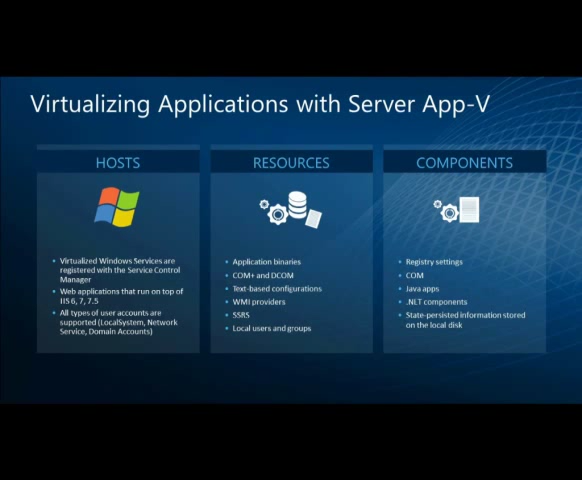 Virtualizing Applications with Server App-V
HOSTS
• Virtualized Windows Services are
registered with the Service Control
Manager
• Web applications that run on top of
IIS 6, 7, 7.5
• All types of user accounts are
supported (LocalSystem, Network
Service, Domain Accounts)
RESOURCES
• Application binaries
• COM+ and DCOM
• Text-based configurations
• WMI providers
• SSRS
• Local users and groups
COMPONENTS
• Registry settings
• COM
• Java apps
• .NLT components
• State-persisted information stored
on the local disk